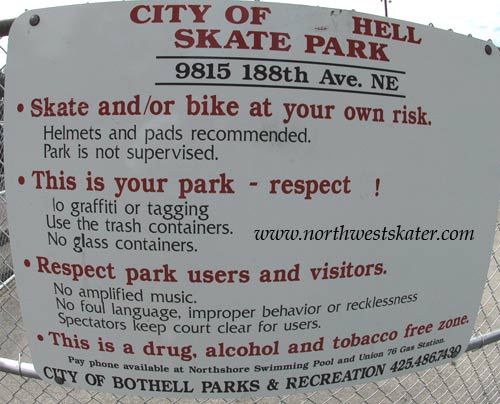 CITY OF HELL
SKATE PARK
9815 188th Ave. NE
• Skate and/or bike at your own risk.
Helmets and pads recommended.
Park is not supervised.
• This is your park - respect !
lo graffiti or tagging
Use the trash containers.
No glass containers.
www.northwestskater.com
• Respect park users and visitors.
No amplified music.
No foul language, improper behavior or recklessness
Spectators keep court clear for users.
• This is a drug, alcohol and tobacco free zone.
Pay phone available at Northshore Swimming Pool and Union 76 Gas Station.
CITY OF BOTHELL PARKS & RECREATION 425.486.7439